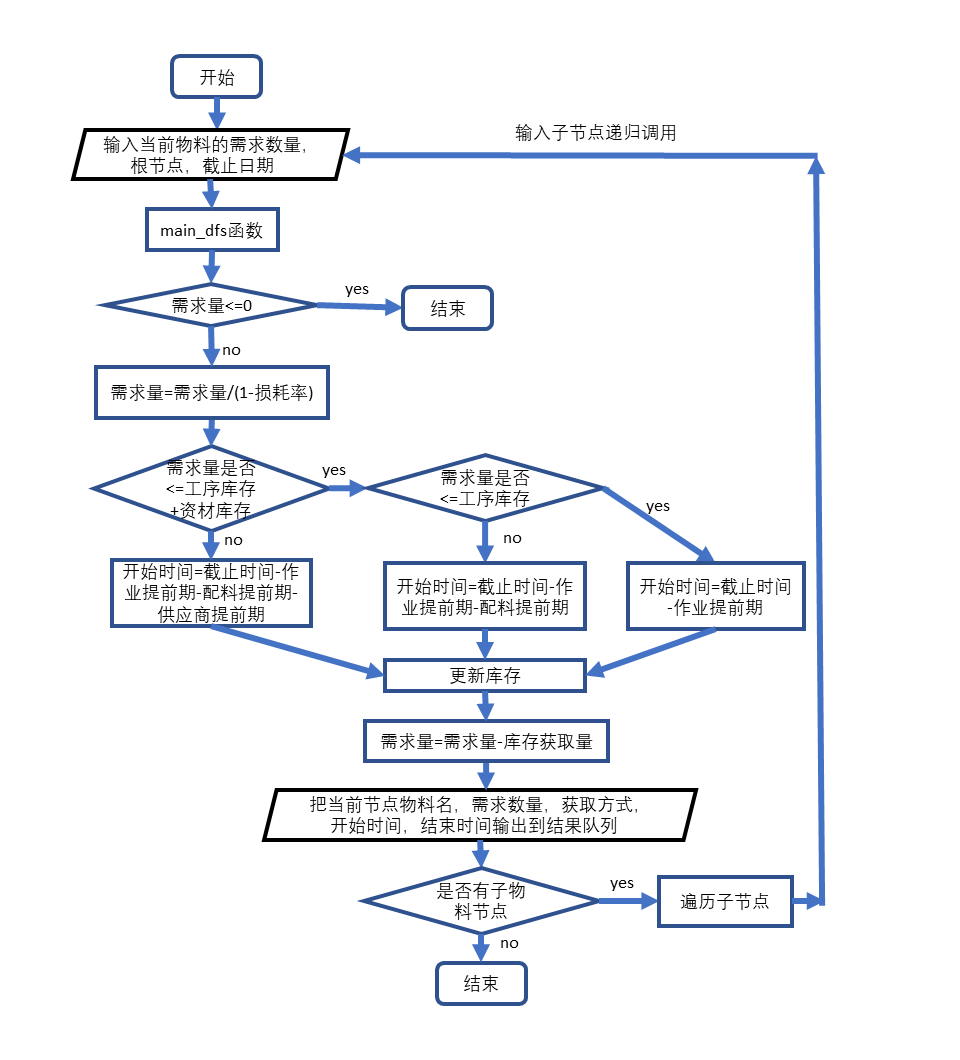 开始
输入子节点递归调用
输入当前物料的需求数量，
根节点，截止日期
main_dfs函数
需求量<=0
yes
结束
no
需求量=需求量/(1-损耗率)
需求量是否
<=工序库存
+资材库存
yes
需求量是否
<=工序库存
yes
no
no
开始时间=截止时间-作
业提前期-配料提前期-
供应商提前期
开始时间=截止时间-作
业提前期-配料提前期
开始时间=截止时间
-作业提前期
更新库存
需求量=需求量-库存获取量
把当前节点物料名，需求数量，获取方式，
开始时间，结束时间输出到结果队列
是否有子物
料节点
yes
遍历子节点
no
结束